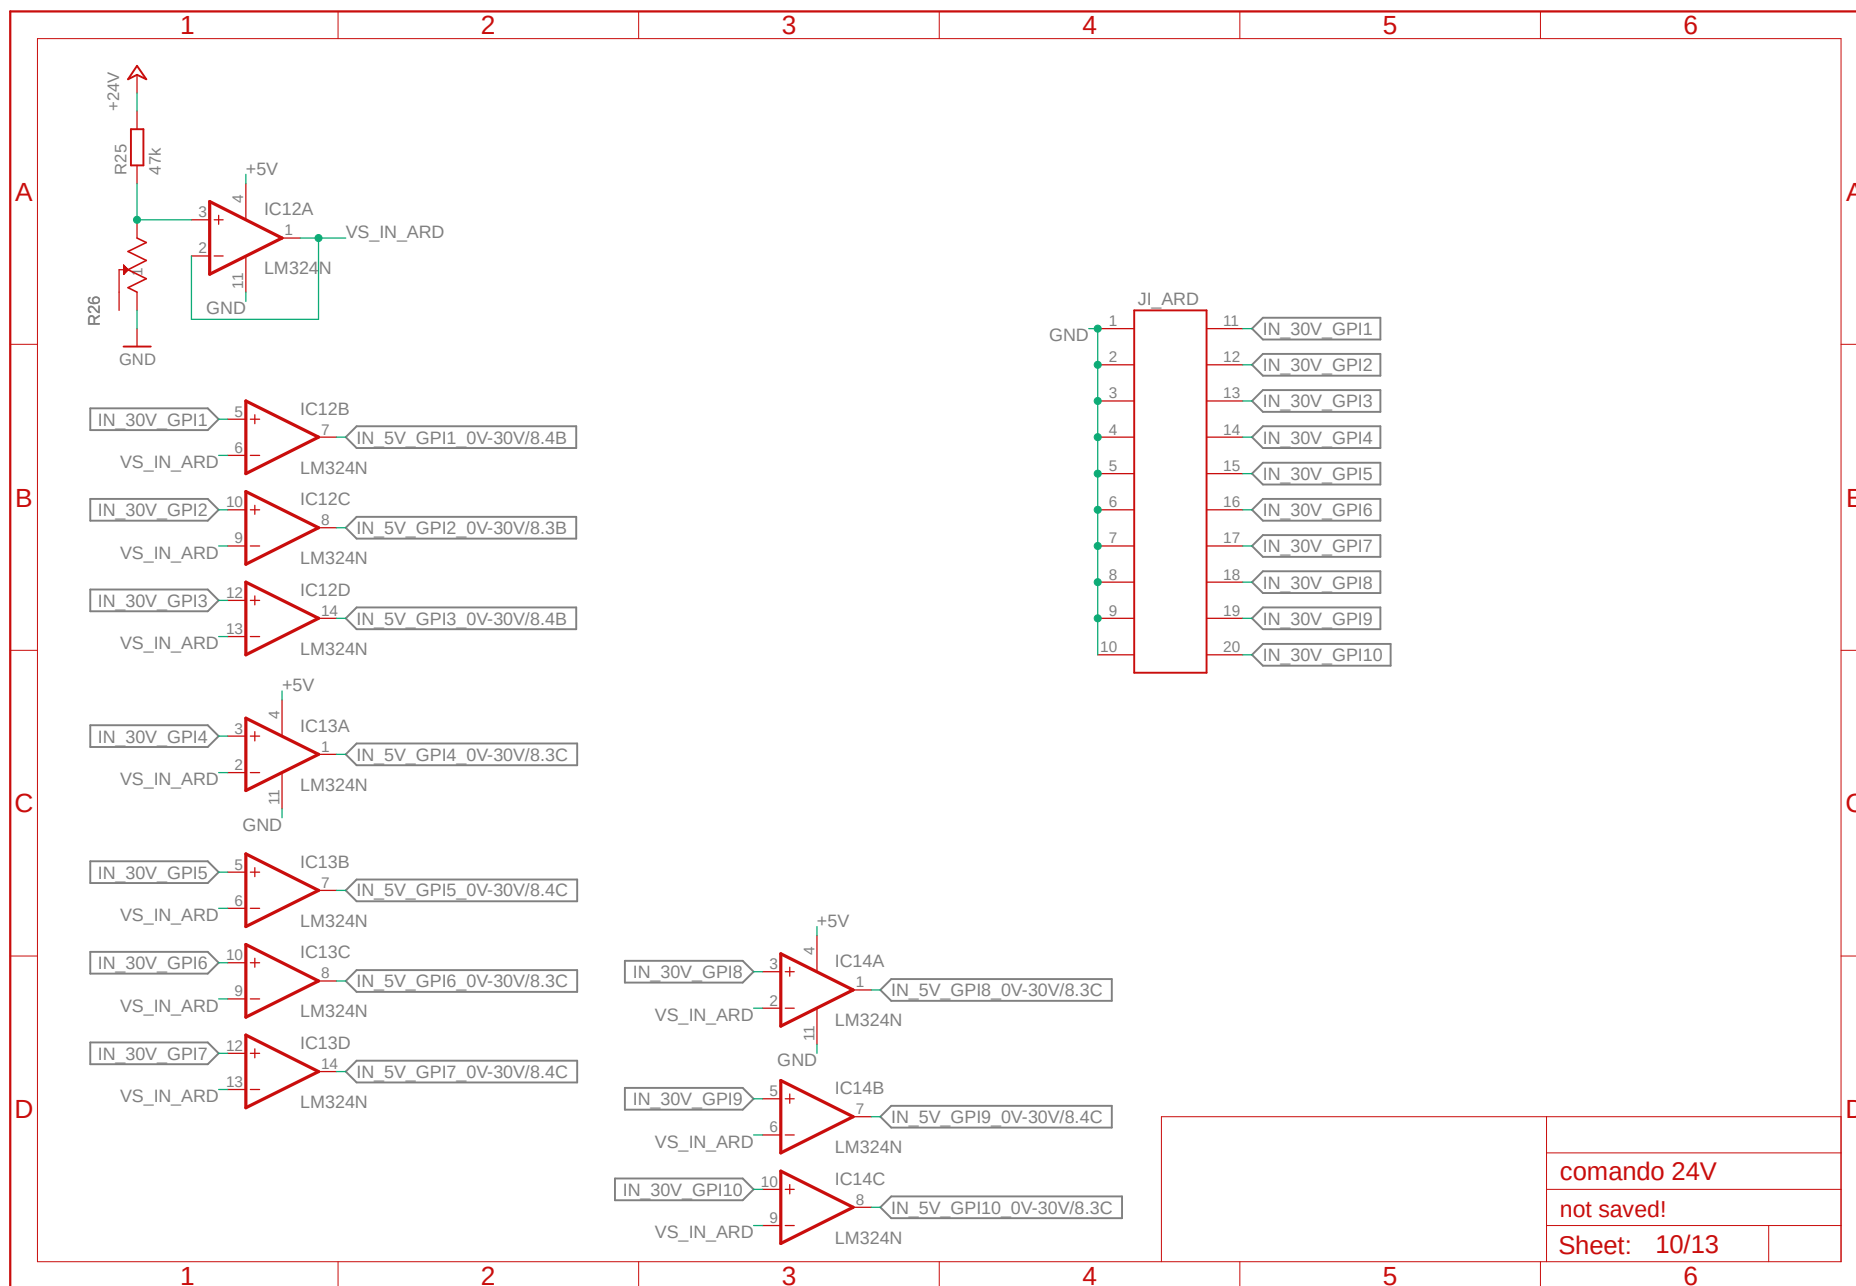 1 2 3 4 5 6
A A
B B
C C
D D
+24V
R25
47k
R26
1
GND
+5V
4
3
2
1
11
IC12A
LM324N
GND
VS_IN_ARD
IN_30V_GPI1 5 IC12B
VS_IN_ARD 6 7 IN_5V_GPI1_0V-30V/8.4B
LM324N
IN_30V_GPI2 10 IC12C
VS_IN_ARD 9 8 IN_5V_GPI2_0V-30V/8.3B
LM324N
IN_30V_GPI3 12 IC12D
VS_IN_ARD 13 14 IN_5V_GPI3_0V-30V/8.4B
LM324N
+5V
4
IN_30V_GPI4 3 IC13A
VS_IN_ARD 2 1 IN_5V_GPI4_0V-30V/8.3C
LM324N
11
GND
IN_30V_GPI5 5 IC13B
VS_IN_ARD 6 7 IN_5V_GPI5_0V-30V/8.4C
LM324N
IN_30V_GPI6 10 IC13C
VS_IN_ARD 9 8 IN_5V_GPI6_0V-30V/8.3C
LM324N
IN_30V_GPI7 12 IC13D
VS_IN_ARD 13 14 IN_5V_GPI7_0V-30V/8.4C
LM324N
+5V
4
IN_30V_GPI8 3 IC14A
VS_IN_ARD 2 1 IN_5V_GPI8_0V-30V/8.3C
LM324N
11
GND
IN_30V_GPI9 5 IC14B
VS_IN_ARD 6 7 IN_5V_GPI9_0V-30V/8.4C
LM324N
IN_30V_GPI10 10 IC14C
VS_IN_ARD 9 8 IN_5V_GPI10_0V-30V/8.3C
LM324N
JI_ARD
GND 1 11 IN_30V_GPI1
2 12 IN_30V_GPI2
3 13 IN_30V_GPI3
4 14 IN_30V_GPI4
5 15 IN_30V_GPI5
6 16 IN_30V_GPI6
7 17 IN_30V_GPI7
8 18 IN_30V_GPI8
9 19 IN_30V_GPI9
10 20 IN_30V_GPI10
comando 24V
not saved!
Sheet: 10/13
1 2 3 4 5 6